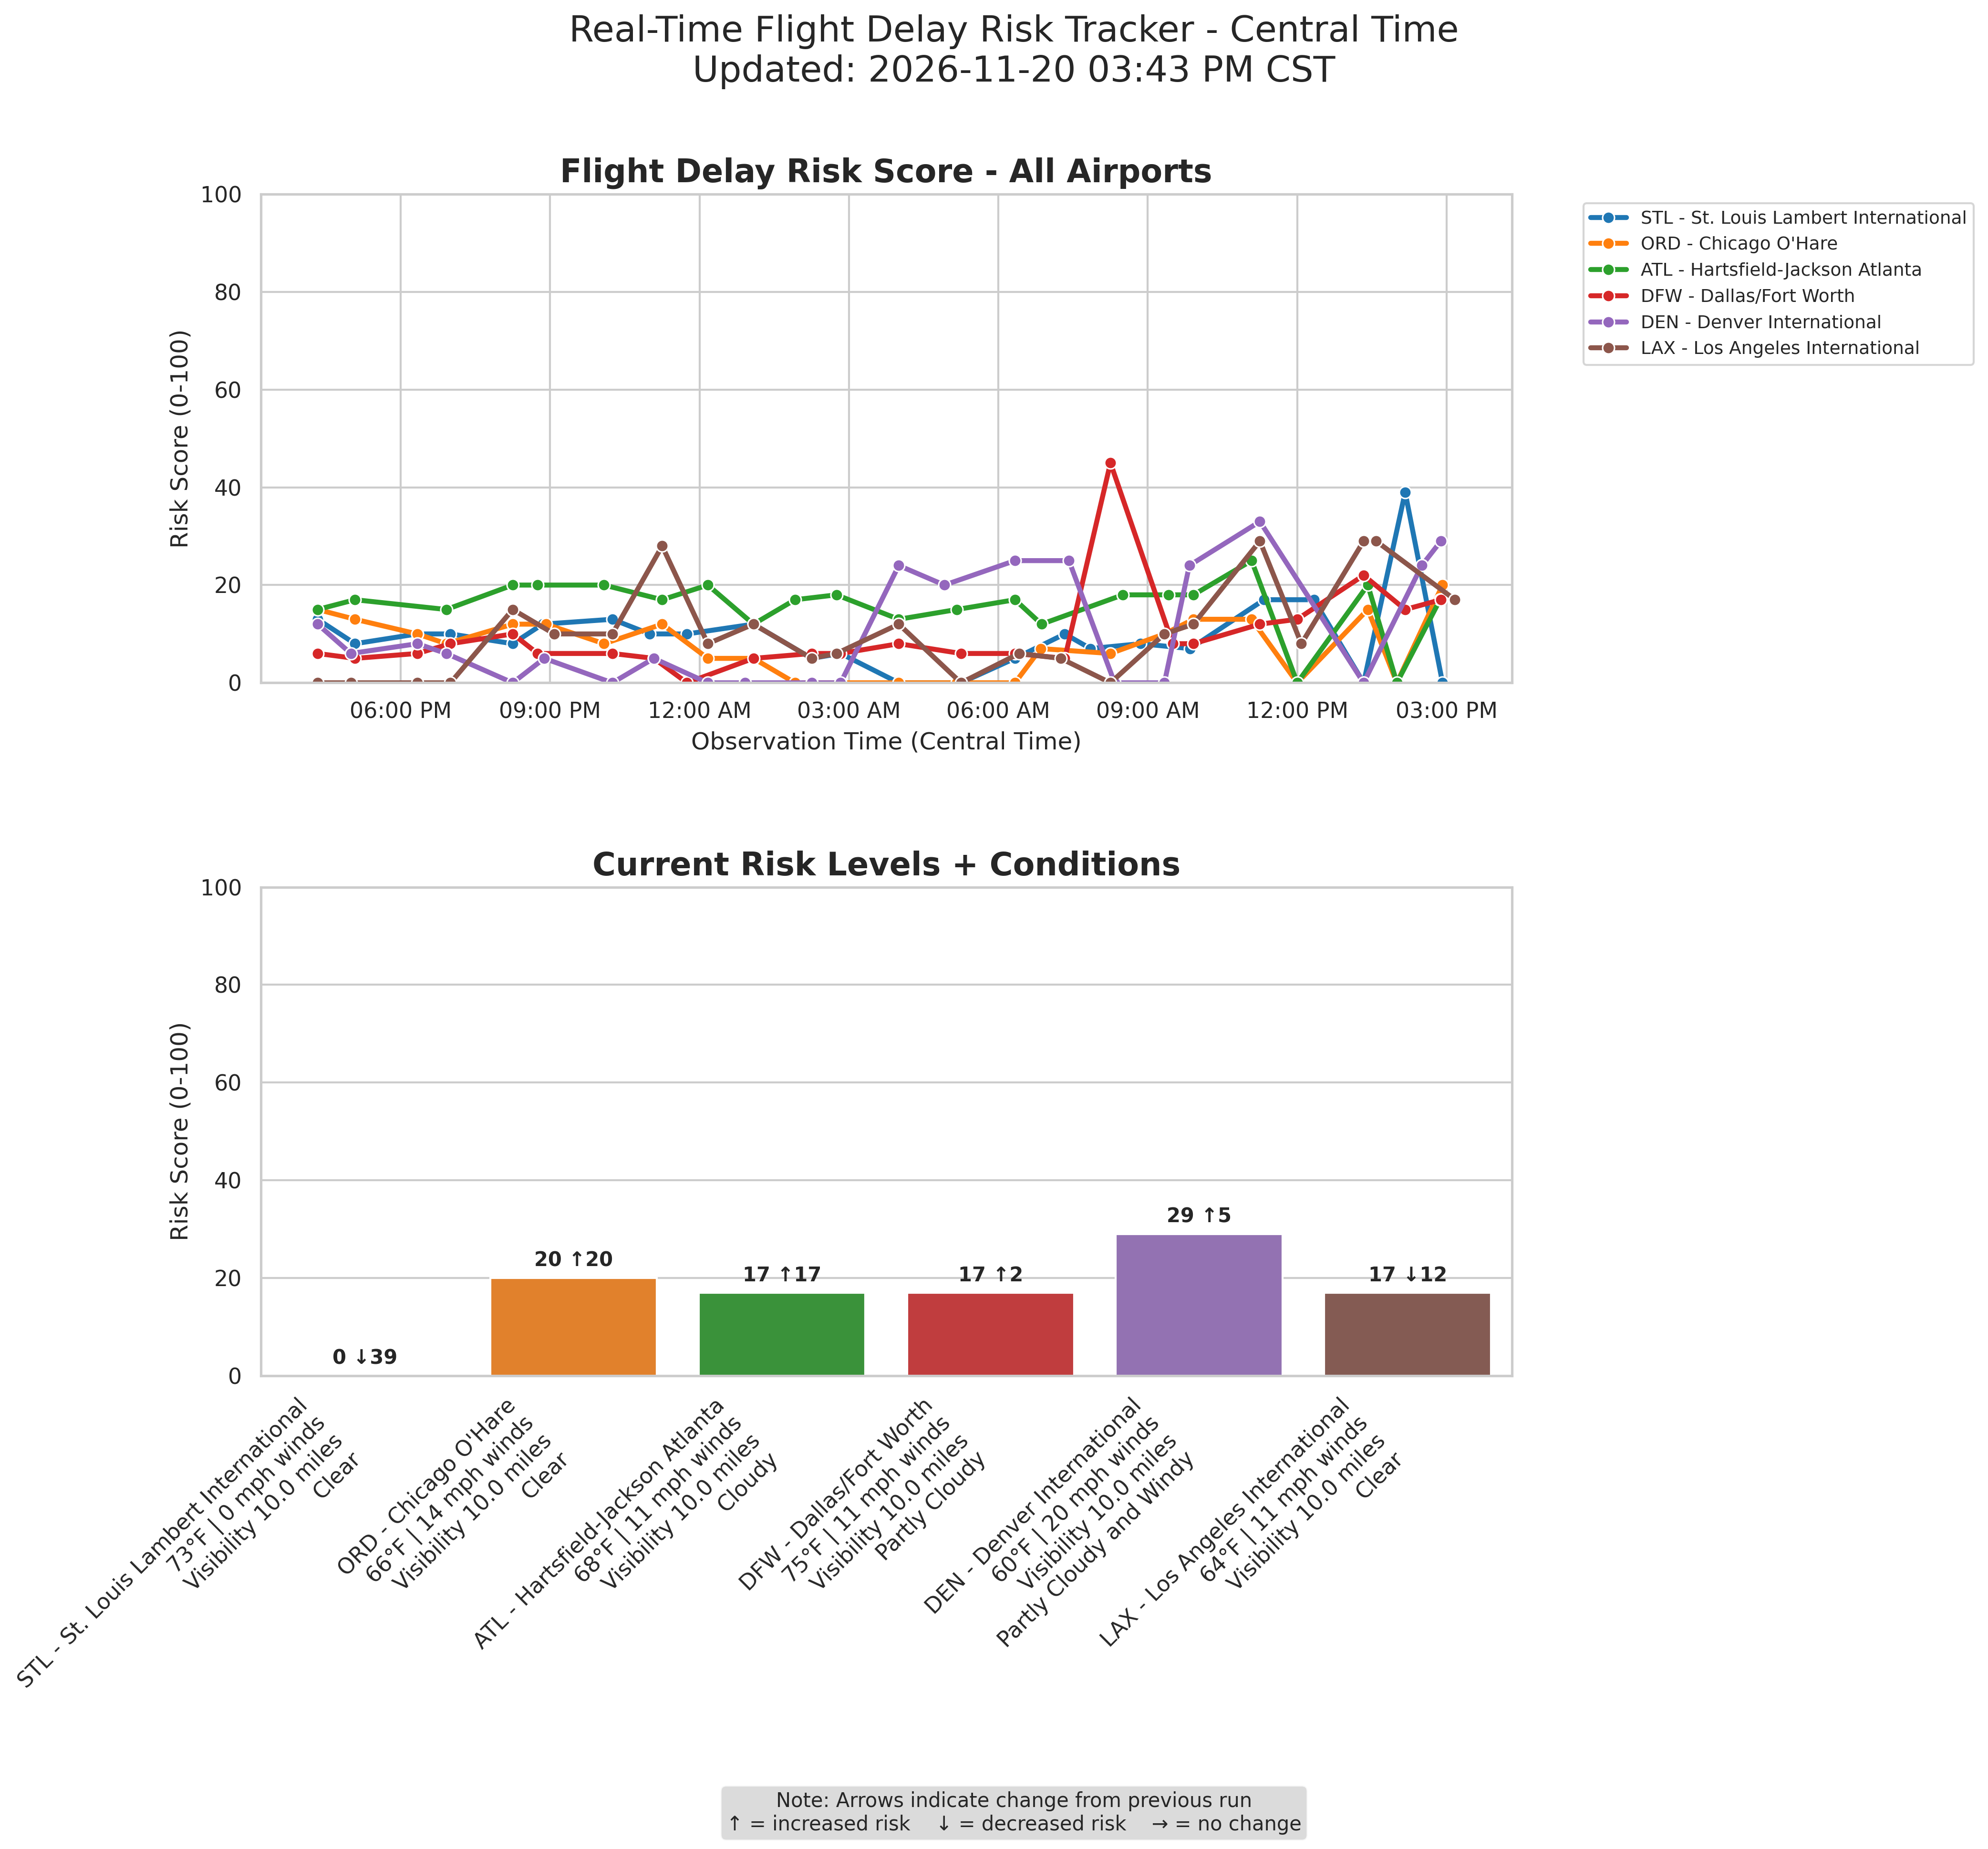 Real-Time Flight Delay Risk Tracker - Central Time
Updated: 2026-11-20 03:43 PM CST
Flight Delay Risk Score - All Airports
100
80
60
40
20
0
Risk Score (0-100)
06:00 PM
09:00 PM
12:00 AM
03:00 AM
06:00 AM
09:00 AM
12:00 PM
03:00 PM
Observation Time (Central Time)
STL - St. Louis Lambert International
ORD - Chicago O'Hare
ATL - Hartsfield-Jackson Atlanta
DFW - Dallas/Fort Worth
DEN - Denver International
LAX - Los Angeles International
Current Risk Levels + Conditions
100
80
60
40
20
0
Risk Score (0-100)
0 ↓39
20 ↑20
17 ↑17
17 ↑2
29 ↑5
17 ↓12
STL - St. Louis Lambert International
73°F | 0 mph winds
Visibility 10.0 miles
Clear
ORD - Chicago O'Hare
66°F | 14 mph winds
Visibility 10.0 miles
Clear
ATL - Hartsfield-Jackson Atlanta
68°F | 11 mph winds
Visibility 10.0 miles
Cloudy
DFW - Dallas/Fort Worth
75°F | 11 mph winds
Visibility 10.0 miles
Partly Cloudy
DEN - Denver International
60°F | 20 mph winds
Visibility 10.0 miles
Partly Cloudy and Windy
LAX - Los Angeles International
64°F | 11 mph winds
Visibility 10.0 miles
Clear
Note: Arrows indicate change from previous run
↑ = increased risk ↓ = decreased risk → = no change